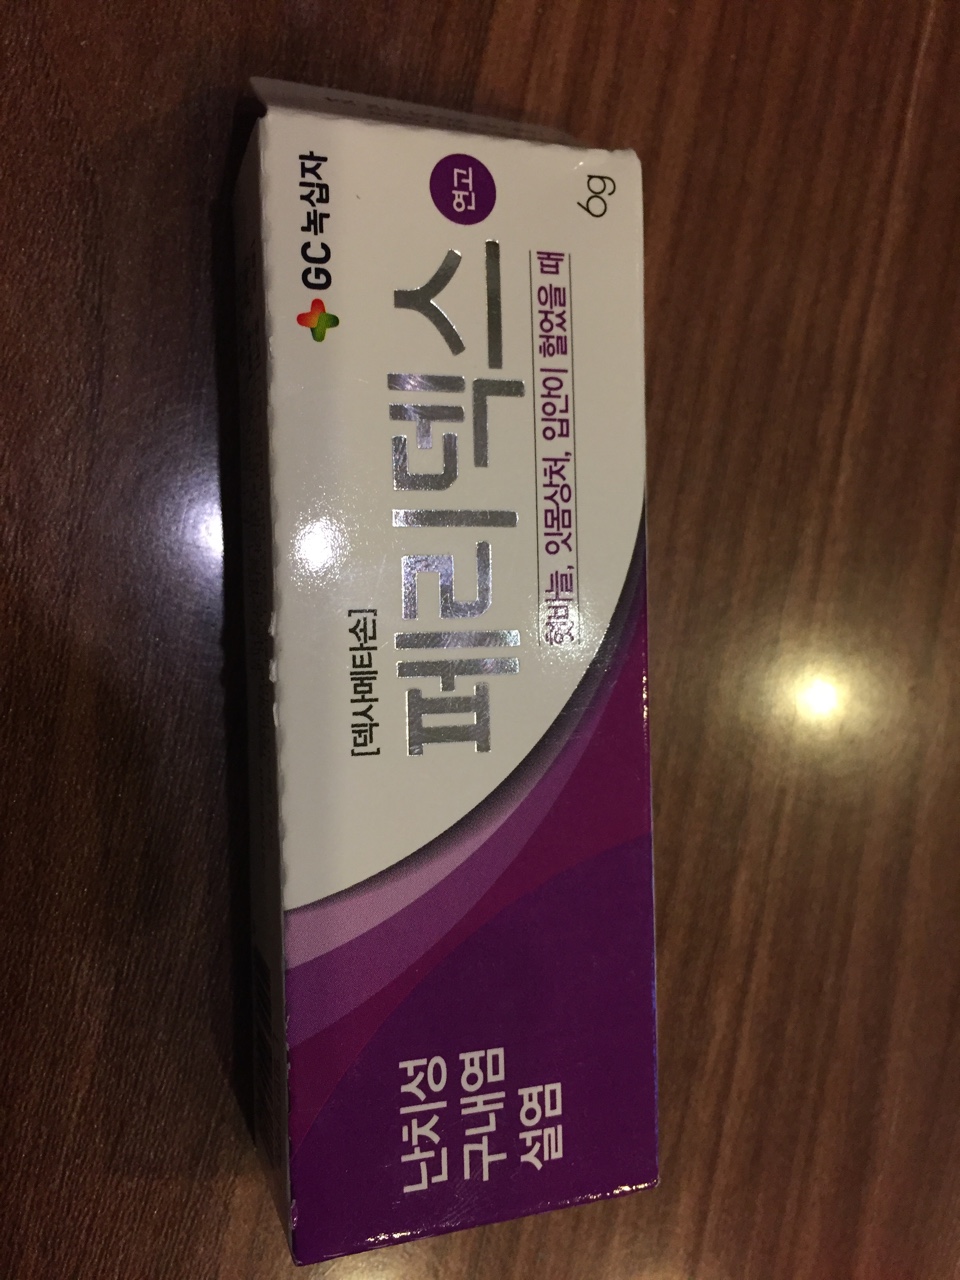 GC녹십자
[덱사메타손]
페리덱스 연고
혓바늘, 잇몸상처, 입안이 헐었을 때
6g
난치성
구내염
설염